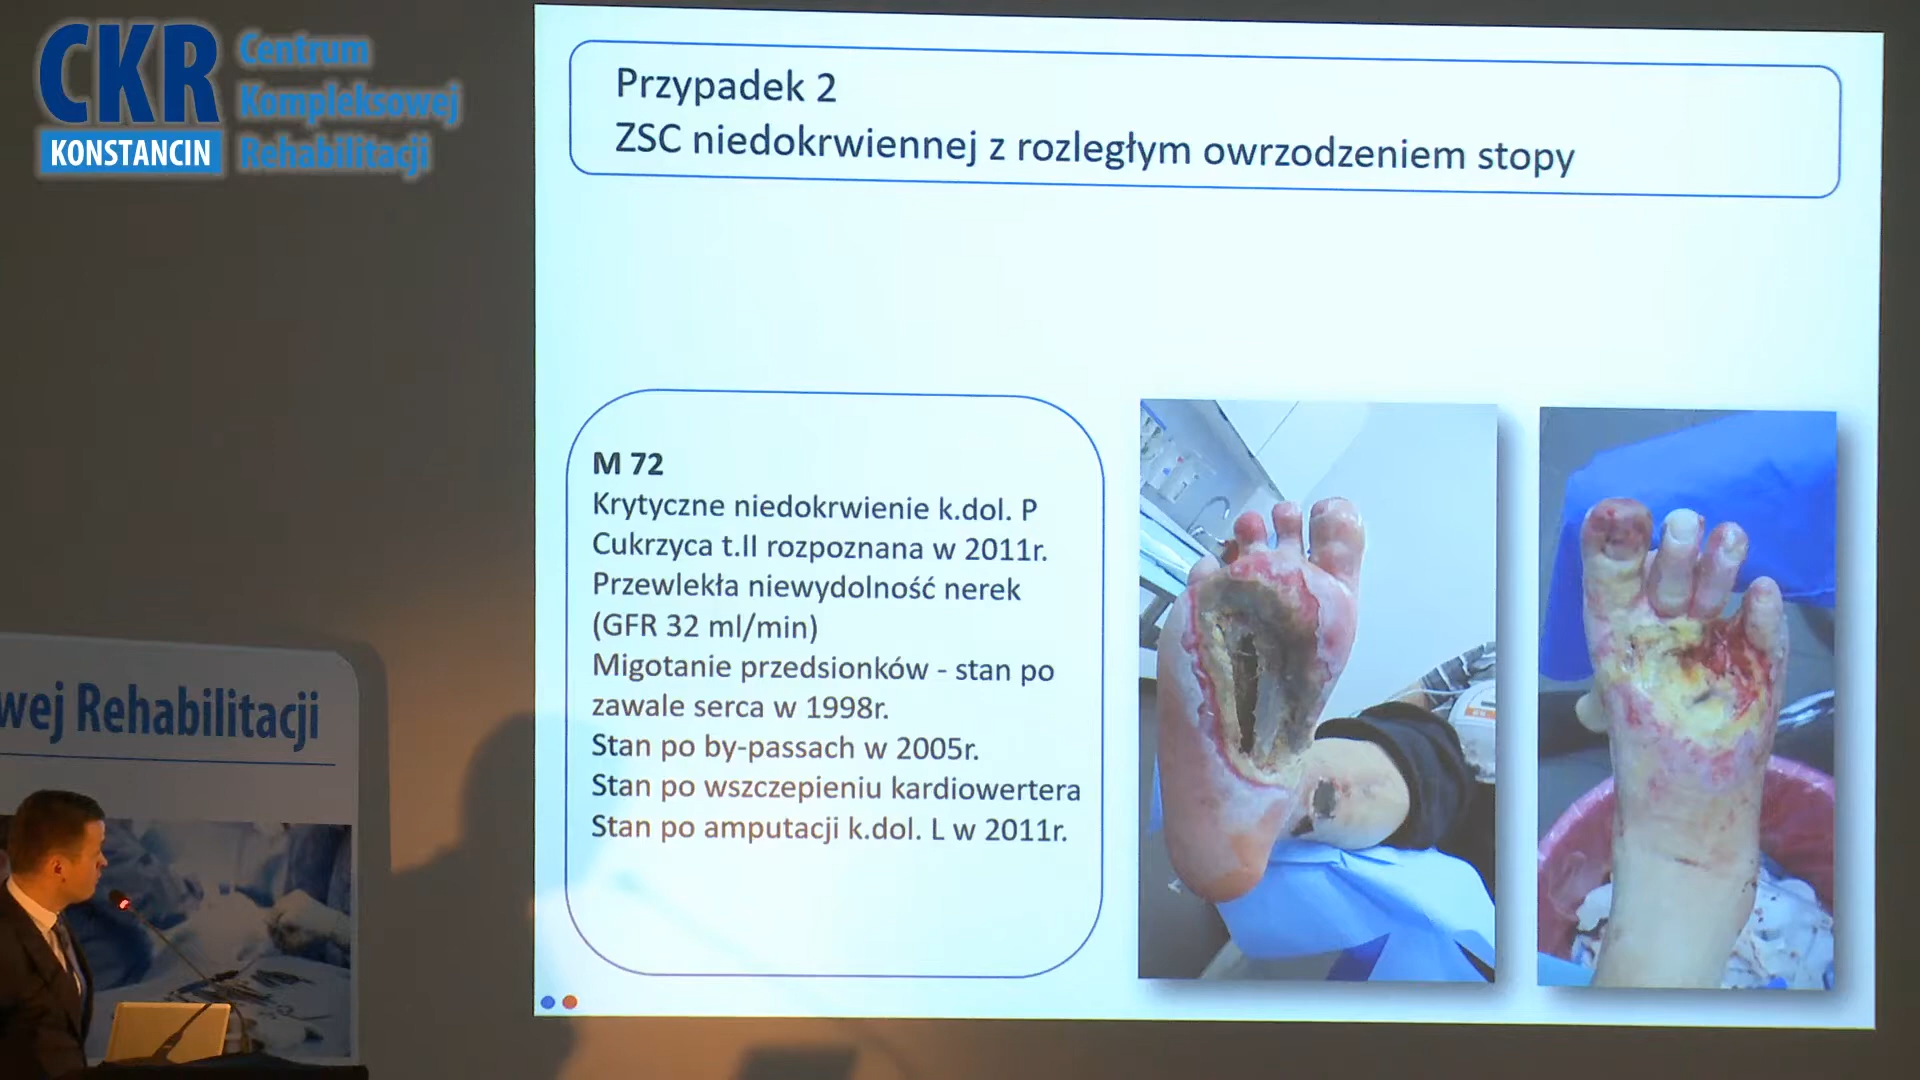 CKR
Centrum
Kompleksowej
Rehabilitacji
KONSTANCIN
Przypadek 2
ZSC niedokrwiennej z rozległym owrzodzeniem stopy
M 72
Krytyczne niedokrwienie k.dol. P
Cukrzyca t.II rozpoznana w 2011r.
Przewlekła niewydolność nerek
(GFR 32 ml/min)
Migotanie przedsionków - stan po
zawale serca w 1998r.
Stan po by-passach w 2005r.
Stan po wszczepieniu kardiowertera
Stan po amputacji k.dol. L w 2011r.
wej Rehabilitacji